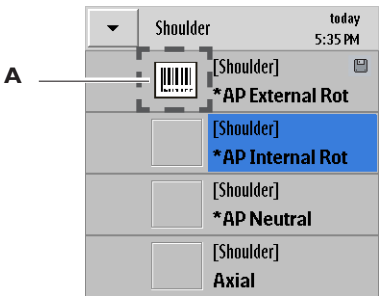 Shoulder today
5:35 PM
A
[Shoulder]
*AP External Rot
[Shoulder]
*AP Internal Rot
[Shoulder]
*AP Neutral
[Shoulder]
Axial